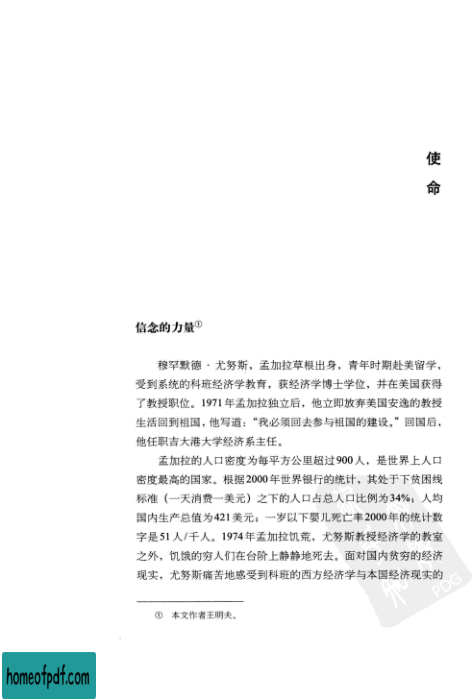 使
命
信念的力量①
穆罕默德·尤努斯，孟加拉草根出身，青年时期赴美留学，
受到系统的科班经济学教育，获经济学博士学位，并在美国获得
了教授职位。1971年孟加拉独立后，他立即放弃美国安逸的教授
生活回到祖国，他写道：“我必须回去参与祖国的建设。”回国后，
他任职吉大港大学经济系主任。
孟加拉的人口密度为每平方公里超过900人，是世界上人口
密度最高的国家。根据2000年世界银行的统计，其处于下贫困线
标准（一天消费一美元）之下的人口占总人口比例为34%；人均
国内生产总值为421美元；一岁以下婴儿死亡率2000年的统计数
字是51人/千人。1974年孟加拉饥荒，尤努斯教授经济学的教室
之外，饥饿的穷人们在台阶上静静地死去。面对国内贫穷的经济
现实，尤努斯痛苦地感受到科班的西方经济学与本国经济现实的
① 本文作者王明夫。
PDG
homeofpdf.com